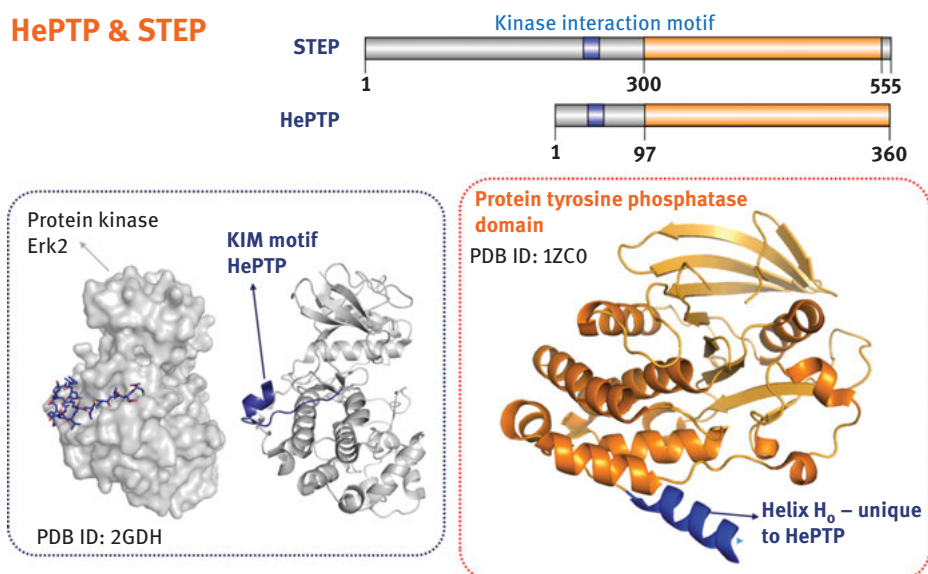 HePTP & STEP
Kinase interaction motif
STEP
1
300
555
HePTP
1
97
360
Protein kinase
Erk2
KIM motif
HePTP
PDB ID: 2GDH
Protein tyrosine phosphatase
domain
PDB ID: 1ZC0
Helix H₀ – unique
to HePTP